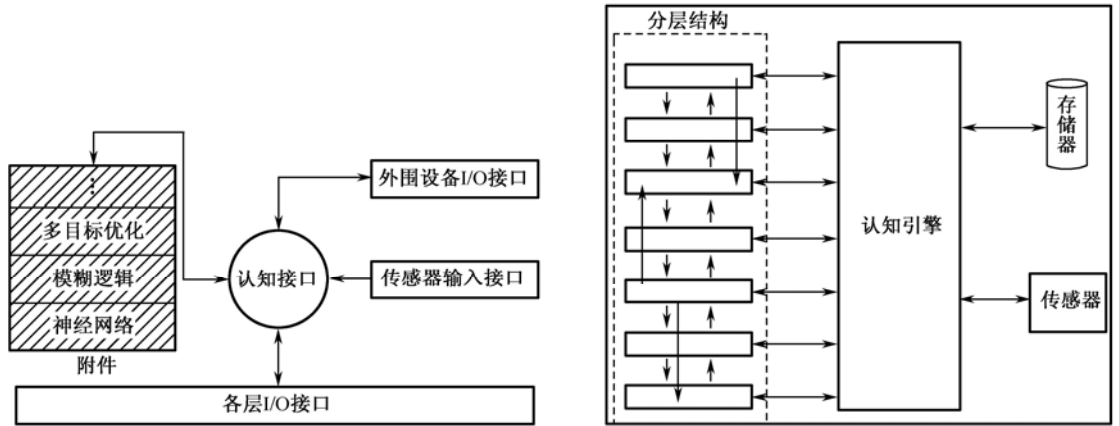 ⋮
多目标优化
模糊逻辑
神经网络
附件
认知接口
外围设备I/O接口
传感器输入接口
各层I/O接口
分层结构
认知引擎
存储器
传感器